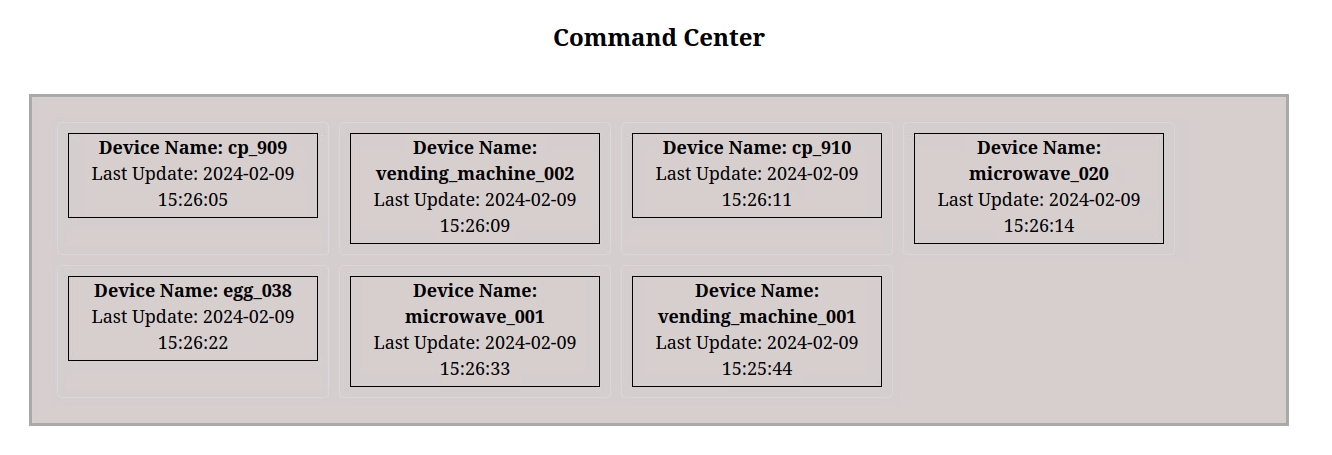 Command Center
Device Name: cp_909
Last Update: 2024-02-09
15:26:05
Device Name:
vending_machine_002
Last Update: 2024-02-09
15:26:09
Device Name: cp_910
Last Update: 2024-02-09
15:26:11
Device Name:
microwave_020
Last Update: 2024-02-09
15:26:14
Device Name: egg_038
Last Update: 2024-02-09
15:26:22
Device Name:
microwave_001
Last Update: 2024-02-09
15:26:33
Device Name:
vending_machine_001
Last Update: 2024-02-09
15:25:44